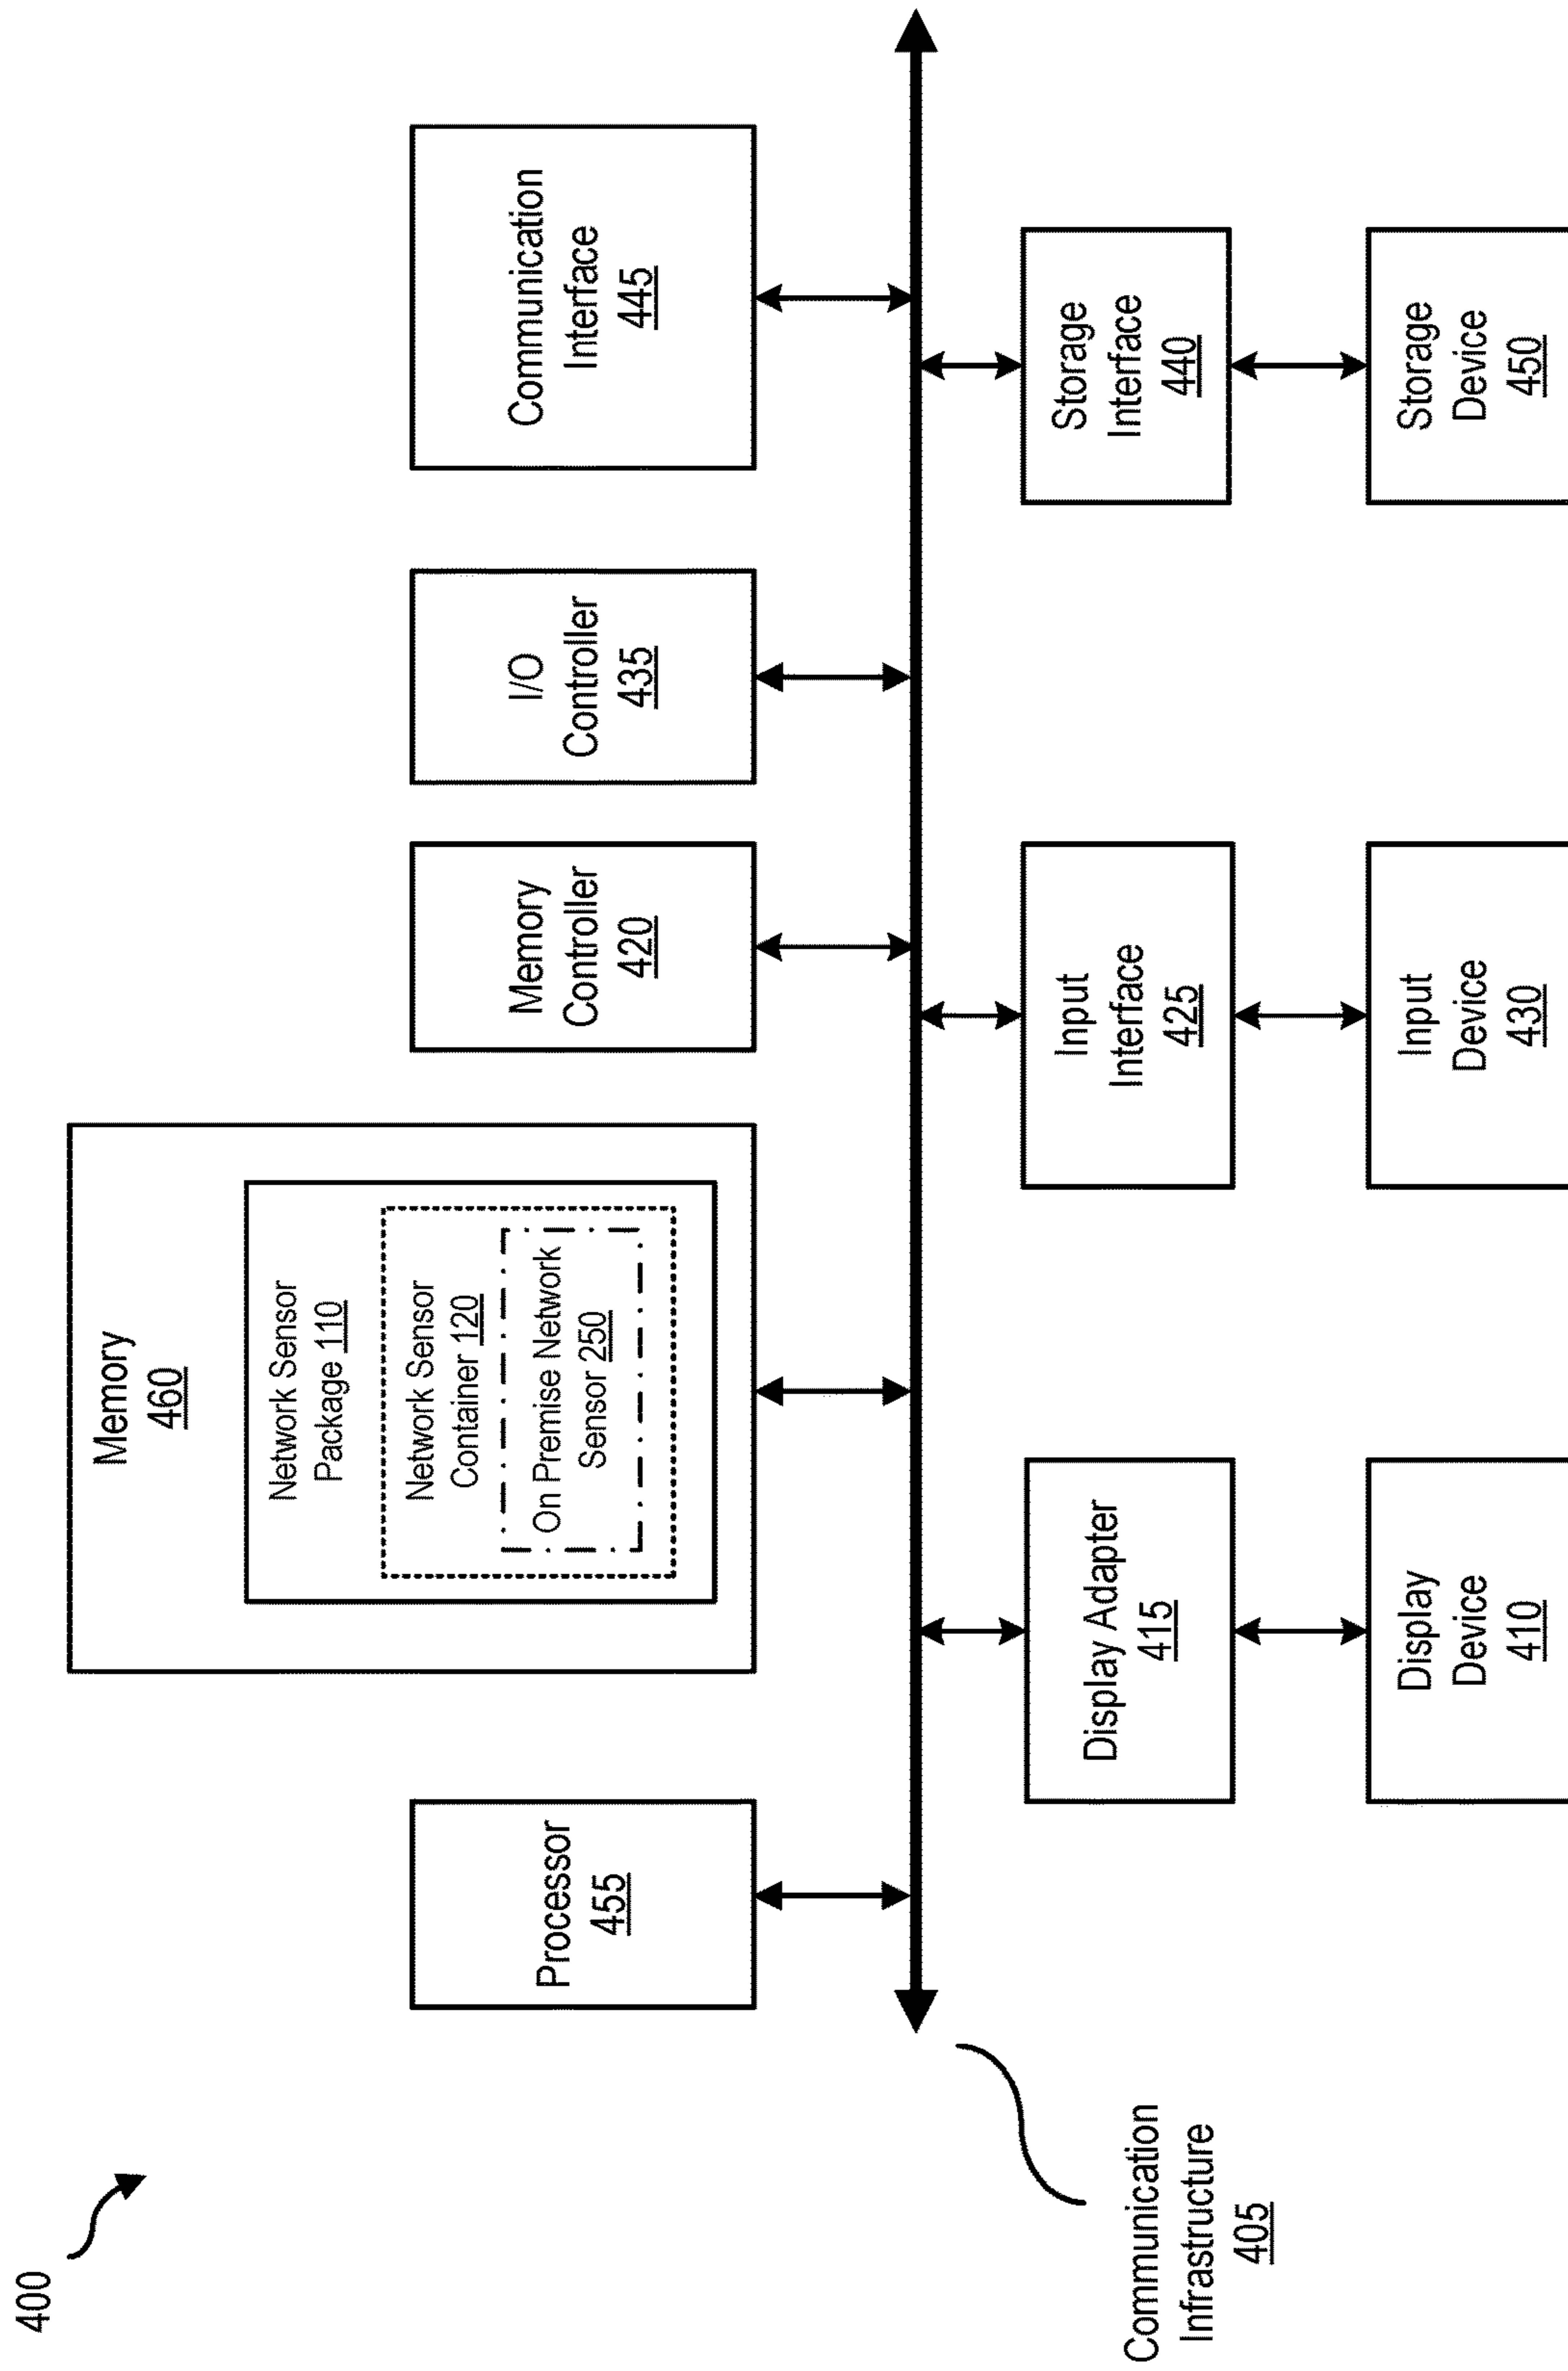 400
Processor
455
Memory
460
Network Sensor
Package 110
Network Sensor
Container 120
On Premise Network
Sensor 250
Memory
Controller
420
I/O
Controller
435
Communication
Interface
445
Communication
Infrastructure
405
Display Adapter
415
Input
Interface
425
Storage
Interface
440
Display
Device
410
Input
Device
430
Storage
Device
450